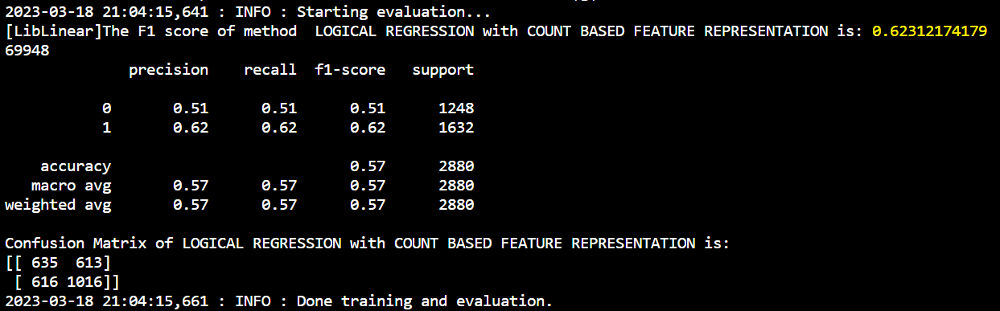 2023-03-18 21:04:15,641 : INFO : Starting evaluation...
[LibLinear]The F1 score of method  LOGICAL REGRESSION with COUNT BASED FEATURE REPRESENTATION is: 0.62312174179
69948
              precision    recall  f1-score   support

           0       0.51      0.51      0.51      1248
           1       0.62      0.62      0.62      1632

    accuracy                           0.57      2880
   macro avg       0.57      0.57      0.57      2880
weighted avg       0.57      0.57      0.57      2880

Confusion Matrix of LOGICAL REGRESSION with COUNT BASED FEATURE REPRESENTATION is:
[[ 635  613]
 [ 616 1016]]
2023-03-18 21:04:15,661 : INFO : Done training and evaluation.